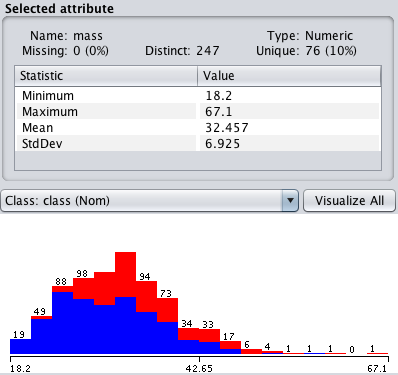 Selected attribute
Name: mass Type: Numeric
Missing: 0 (0%) Distinct: 247 Unique: 76 (10%)
Statistic Value
Minimum 18.2
Maximum 67.1
Mean 32.457
StdDev 6.925
Class: class (Nom) Visualize All
19 49 88 98 94 73 34 33 17 6 4 1 1 1 0 1
18.2 42.65 67.1